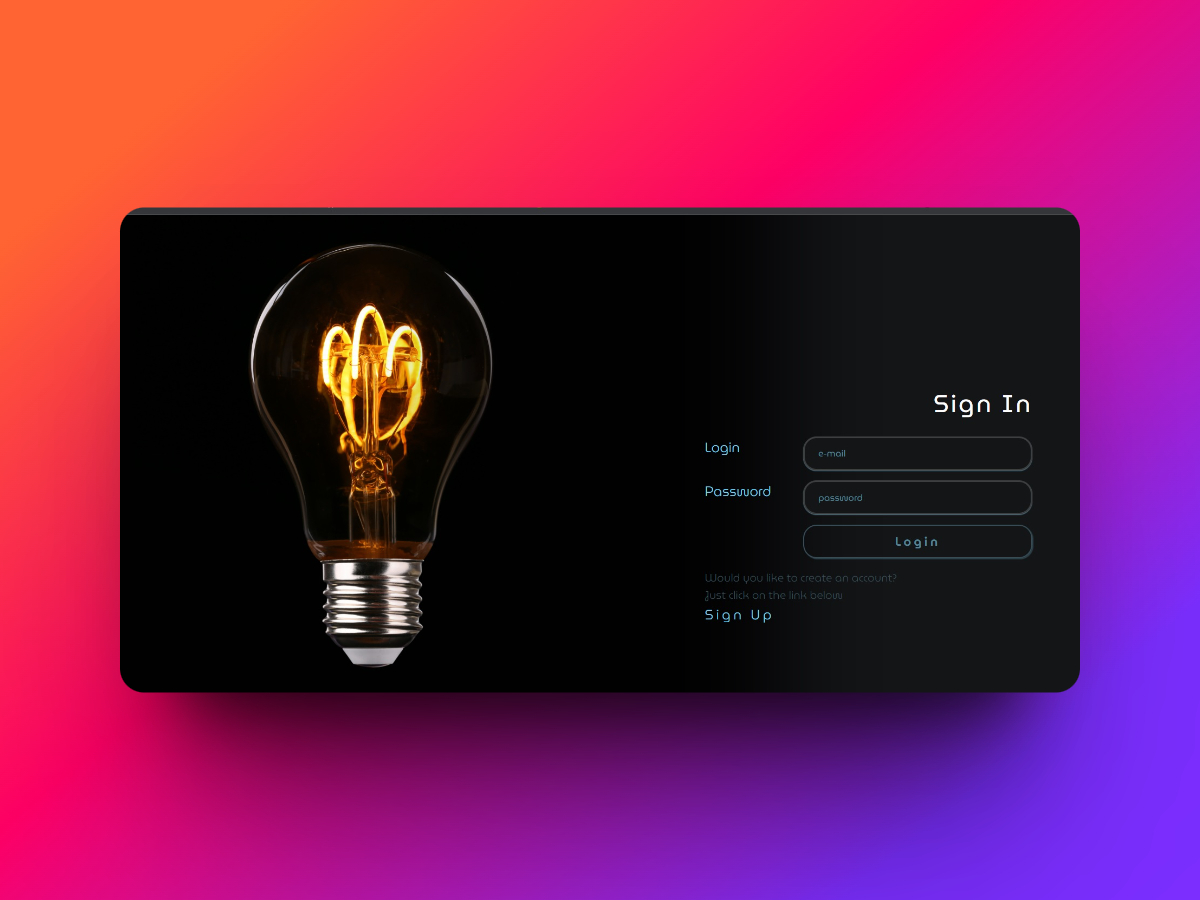 Sign In
Login
e-mail
Password
password
Login
Would you like to create an account?
Just click on the link below
Sign Up